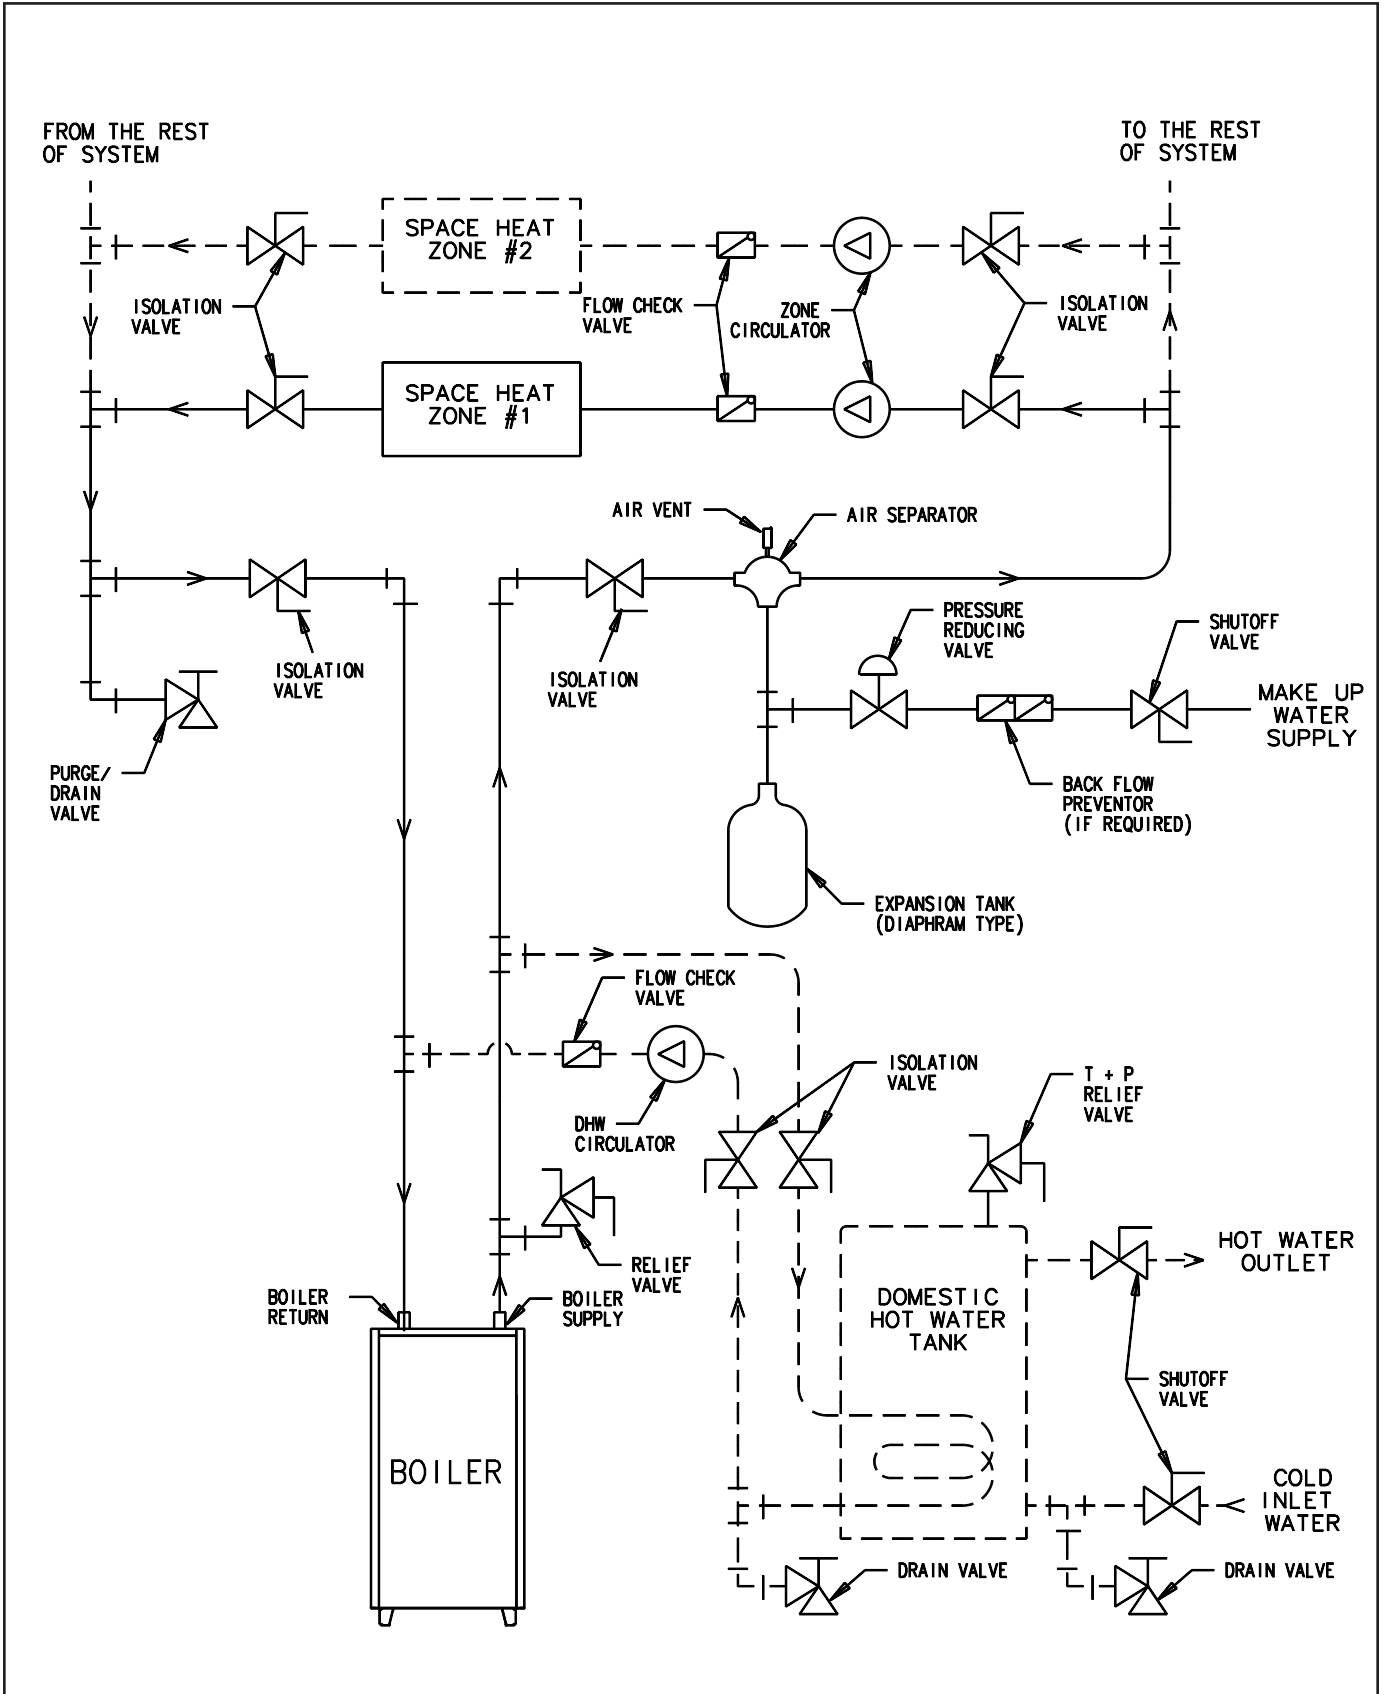 FROM THE REST
OF SYSTEM
TO THE REST
OF SYSTEM
SPACE HEAT
ZONE #2
ISOLATION
VALVE
FLOW CHECK
VALVE
ZONE
CIRCULATOR
ISOLATION
VALVE
SPACE HEAT
ZONE #1
AIR VENT
AIR SEPARATOR
PRESSURE
REDUCING
VALVE
SHUTOFF
VALVE
ISOLATION
VALVE
ISOLATION
VALVE
MAKE UP
WATER
SUPPLY
PURGE/
DRAIN
VALVE
BACK FLOW
PREVENTOR
(IF REQUIRED)
EXPANSION TANK
(DIAPHRAM TYPE)
FLOW CHECK
VALVE
ISOLATION
VALVE
T + P
RELIEF
VALVE
DHW
CIRCULATOR
RELIEF
VALVE
HOT WATER
OUTLET
BOILER
RETURN
BOILER
SUPPLY
DOMESTIC
HOT WATER
TANK
SHUTOFF
VALVE
BOILER
COLD
INLET
WATER
DRAIN VALVE
DRAIN VALVE